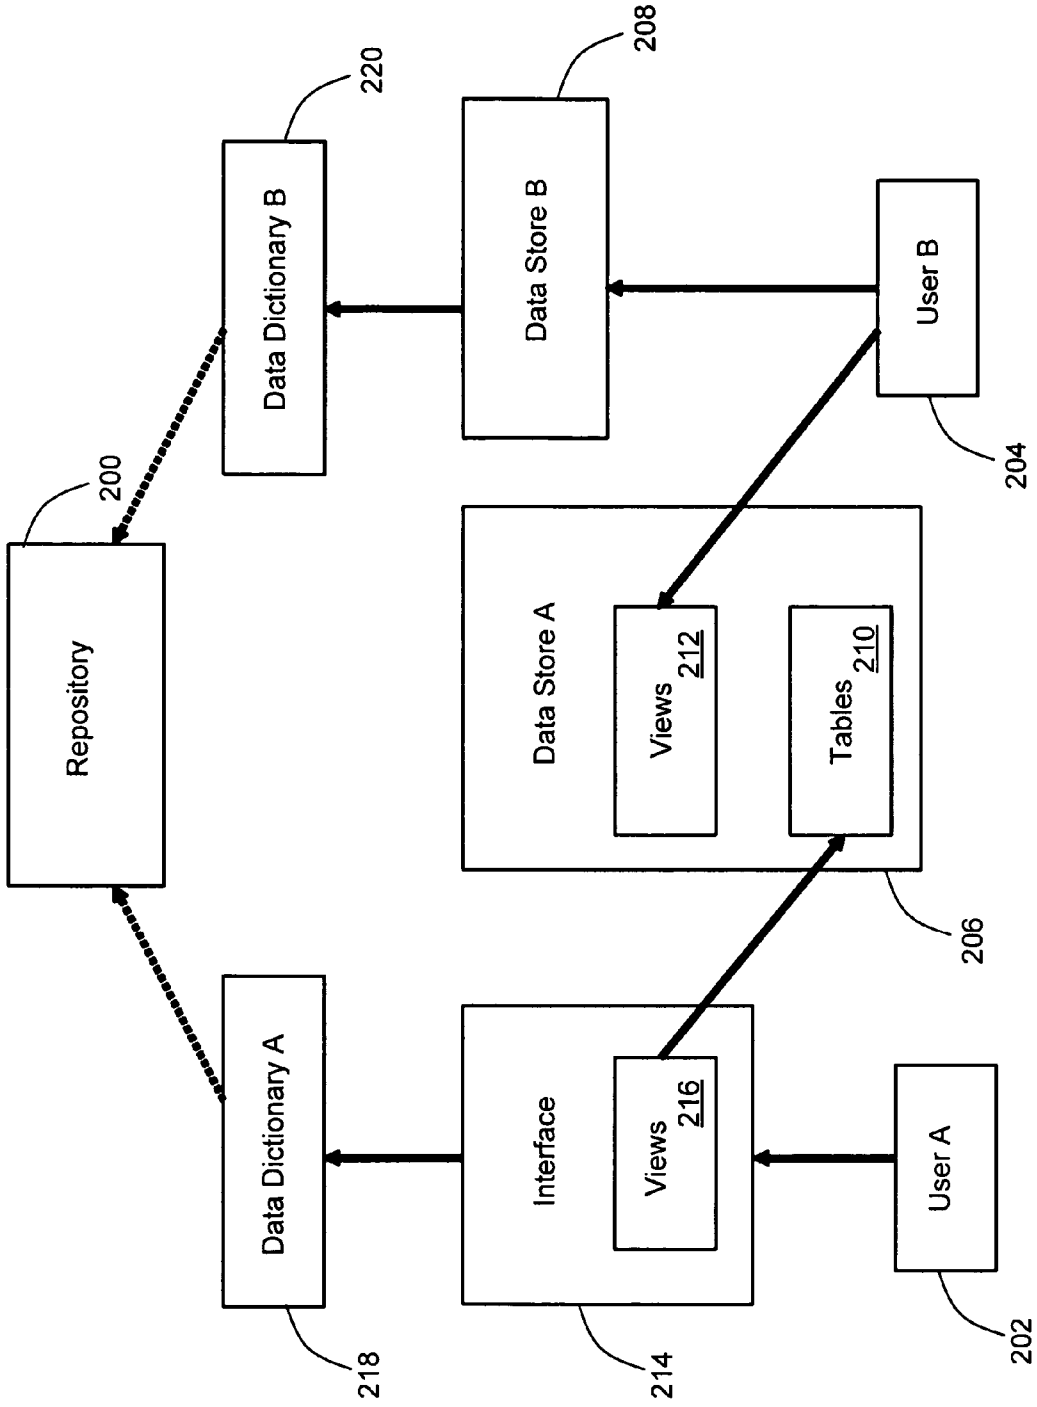 Repository
200
Data Dictionary A
218
Data Dictionary B
220
Interface
Views
216
214
Data Store A
Views
212
Tables
210
206
Data Store B
208
User A
202
User B
204